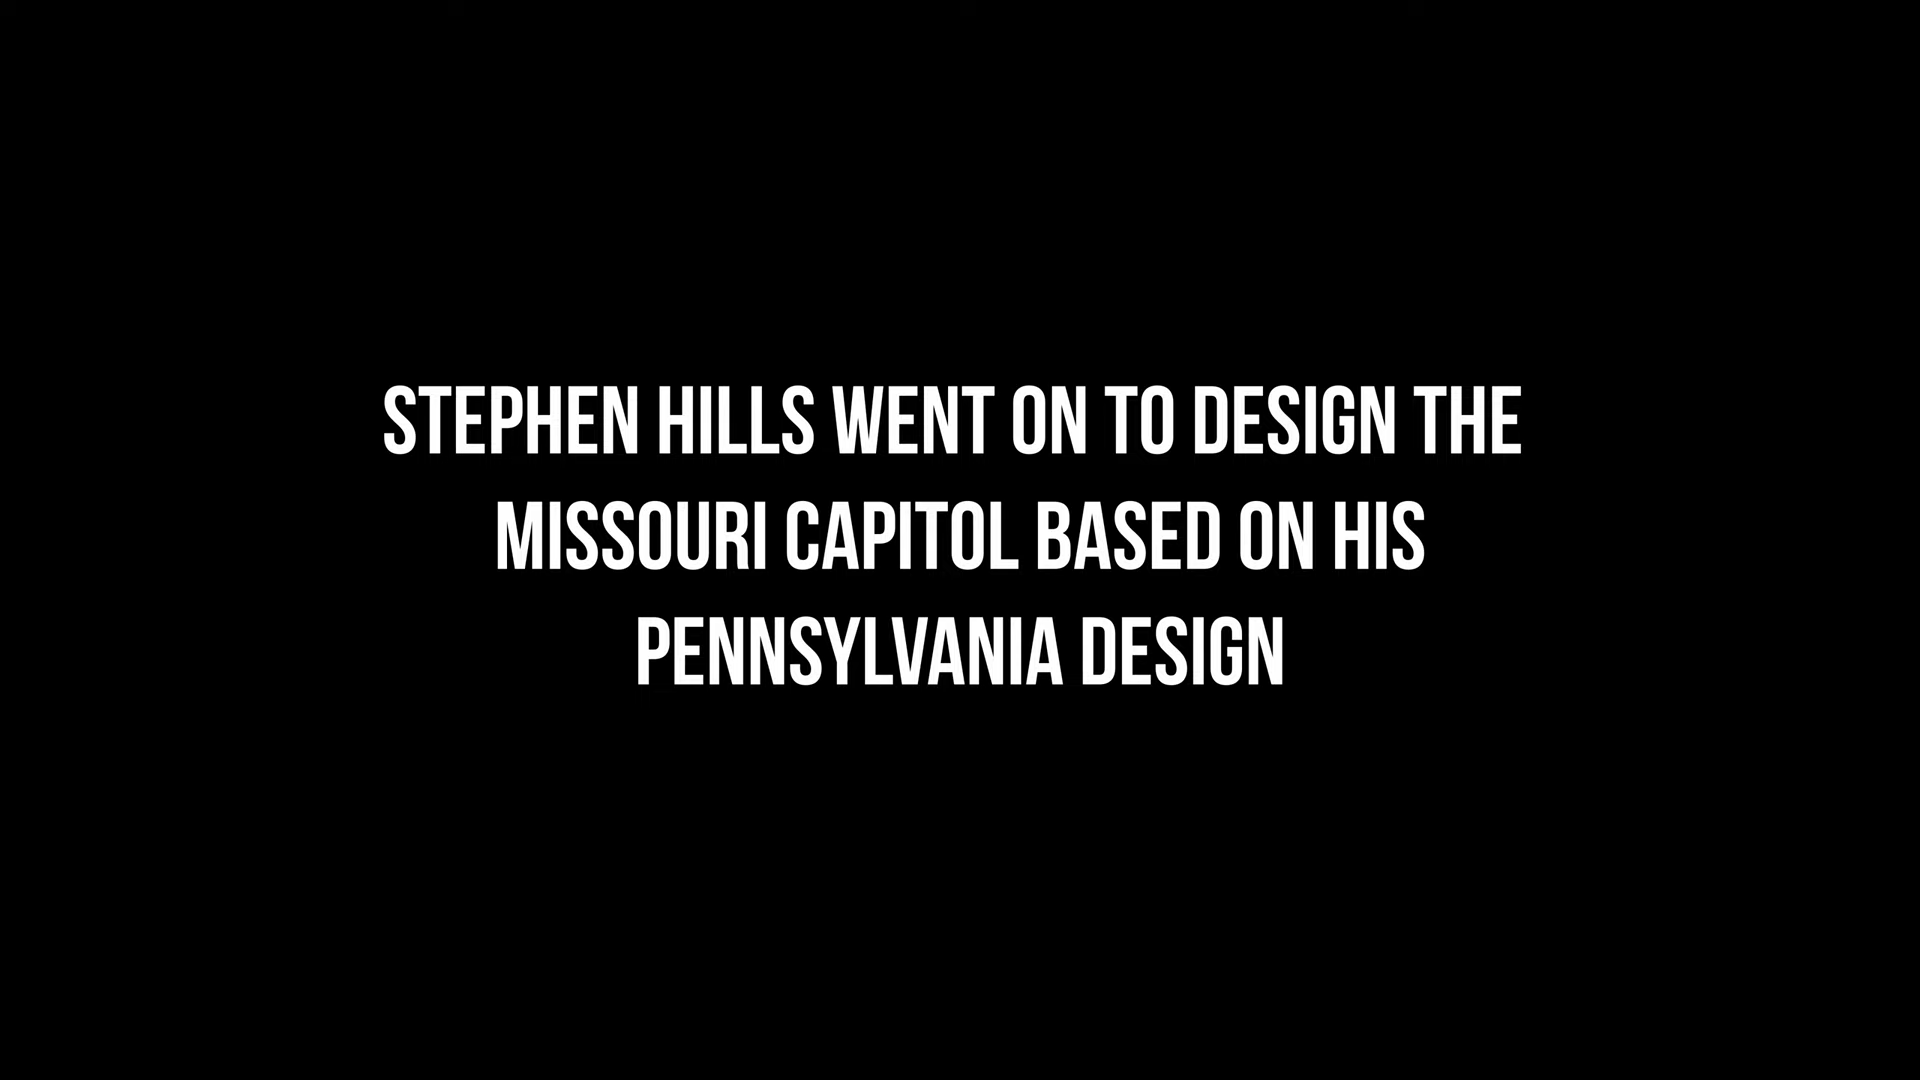 STEPHEN HILLS WENT ON TO DESIGN THE
MISSOURI CAPITOL BASED ON HIS
PENNSYLVANIA DESIGN